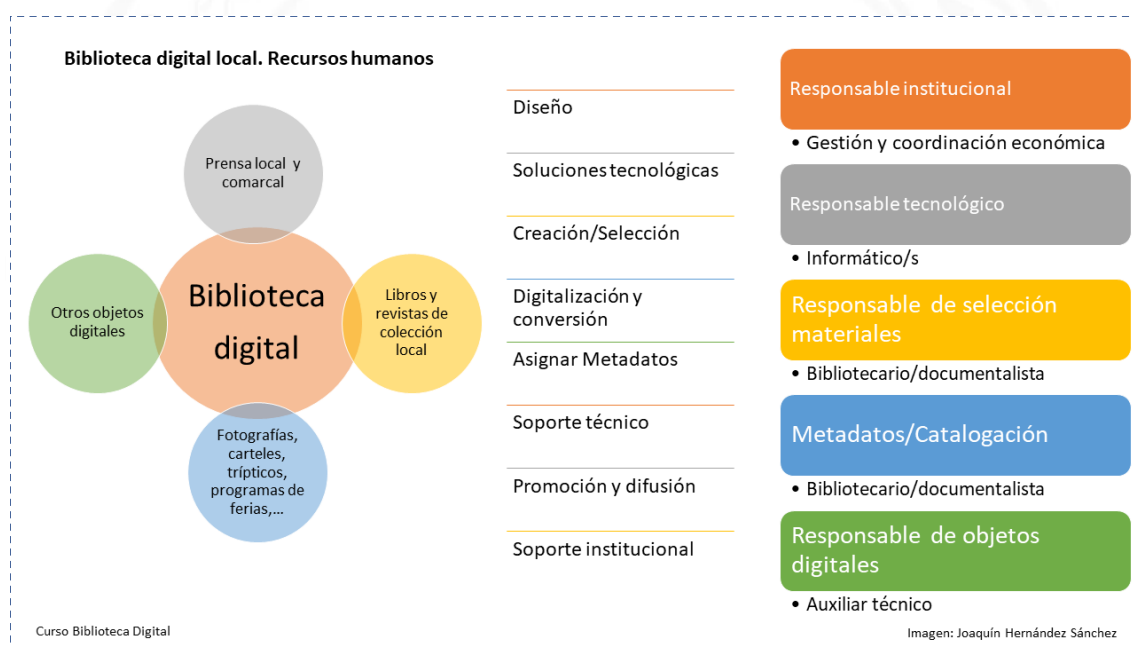 Biblioteca digital local. Recursos humanos
Prensa local y
comarcal
Otros objetos
digitales
Biblioteca
digital
Libros y
revistas de
colección
local
Fotografías,
carteles,
trípticos,
programas de
ferias,...
Diseño
Soluciones tecnológicas
Creación/Selección
Digitalización y
conversión
Asignar Metadatos
Soporte técnico
Promoción y difusión
Soporte institucional
Responsable institucional
• Gestión y coordinación económica
Responsable tecnológico
• Informático/s
Responsable de selección
materiales
• Bibliotecario/documentalista
Metadatos/Catalogación
• Bibliotecario/documentalista
Responsable de objetos
digitales
• Auxiliar técnico
Curso Biblioteca Digital
Imagen: Joaquín Hernández Sánchez